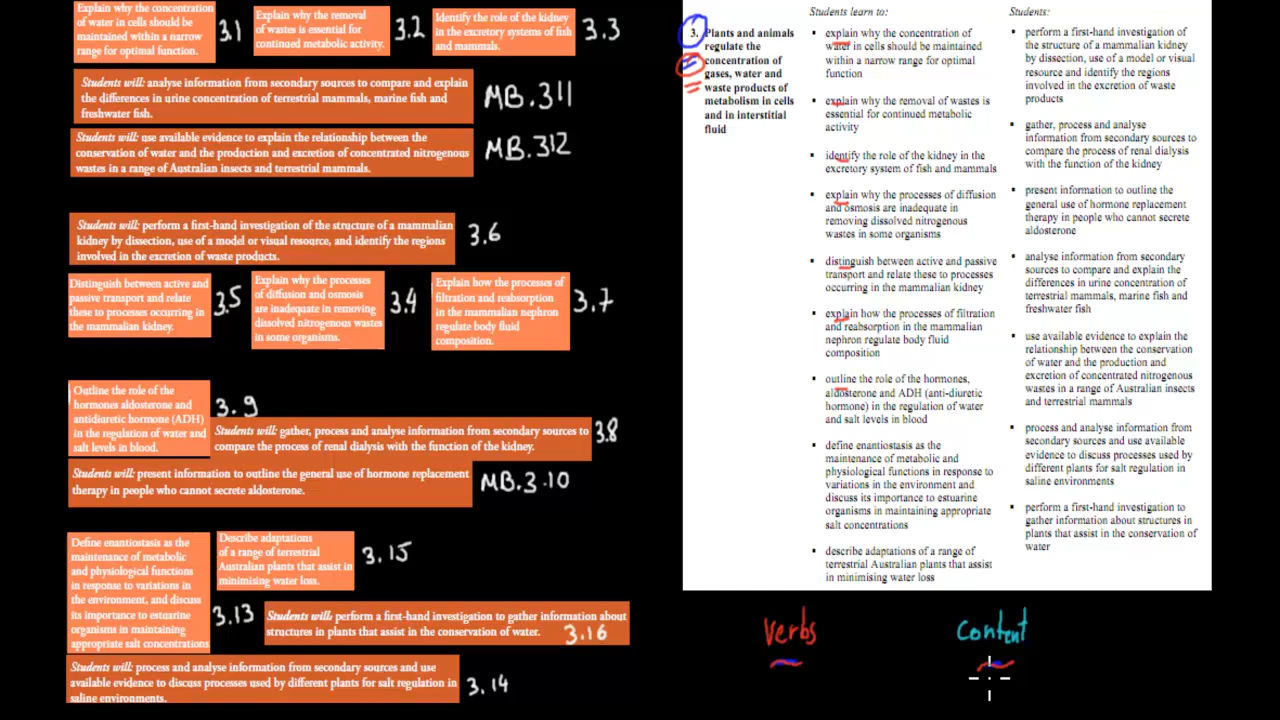 Explain why the concentration
of water in cells should be
maintained within a narrow
range for optimal function.
3.1
Explain why the removal
of wastes is essential for
continued metabolic activity.
3.2
Identify the role of the kidney
in the excretory systems of fish
and mammals.
3.3
Students will: analyse information from secondary sources to compare and explain
the differences in urine concentration of terrestrial mammals, marine fish and
freshwater fish.
MB.311
Students will: use available evidence to explain the relationship between the
conservation of water and the production and excretion of concentrated nitrogenous
wastes in a range of Australian insects and terrestrial mammals.
MB.312
Students will: perform a first-hand investigation of the structure of a mammalian
kidney by dissection, use of a model or visual resource, and identify the regions
involved in the excretion of waste products.
3.6
Distinguish between active and
passive transport and relate
these to processes occurring in
the mammalian kidney.
3.5
Explain why the processes
of diffusion and osmosis
are inadequate in removing
dissolved nitrogenous wastes
in some organisms.
3.4
Explain how the processes of
filtration and reabsorption
in the mammalian nephron
regulate body fluid
composition.
3.7
Outline the role of the
hormones aldosterone and
antidiuretic hormone (ADH)
in the regulation of water and
salt levels in blood.
3.9
Students will: gather, process and analyse information from secondary sources to
compare the process of renal dialysis with the function of the kidney.
3.8
Students will: present information to outline the general use of hormone replacement
therapy in people who cannot secrete aldosterone.
MB.3.10
Define enantiostasis as the
maintenance of metabolic
and physiological functions
in response to variations in
the environment, and discuss
its importance to estuarine
organisms in maintaining
appropriate salt concentrations
3.13
Describe adaptations
of a range of terrestrial
Australian plants that assist in
minimising water loss.
3.15
Students will: perform a first-hand investigation to gather information about
structures in plants that assist in the conservation of water.
3.16
Students will: process and analyse information from secondary sources and use
available evidence to discuss processes used by different plants for salt regulation in
saline environments.
3.14
3. Plants and animals
regulate the
concentration of
gases, water and
waste products of
metabolism in cells
and in interstitial
fluid
Students learn to:
▪ explain why the concentration of
water in cells should be maintained
within a narrow range for optimal
function
▪ explain why the removal of wastes is
essential for continued metabolic
activity
▪ identify the role of the kidney in the
excretory system of fish and mammals
▪ explain why the processes of diffusion
and osmosis are inadequate in
removing dissolved nitrogenous
wastes in some organisms
▪ distinguish between active and passive
transport and relate these to processes
occurring in the mammalian kidney
▪ explain how the processes of filtration
and reabsorption in the mammalian
nephron regulate body fluid
composition
▪ outline the role of the hormones,
aldosterone and ADH (anti-diuretic
hormone) in the regulation of water
and salt levels in blood
▪ define enantiostasis as the
maintenance of metabolic and
physiological functions in response to
variations in the environment and
discuss its importance to estuarine
organisms in maintaining appropriate
salt concentrations
▪ describe adaptations of a range of
terrestrial Australian plants that assist
in minimising water loss
Students:
▪ perform a first-hand investigation of
the structure of a mammalian kidney
by dissection, use of a model or visual
resource and identify the regions
involved in the excretion of waste
products
▪ gather, process and analyse
information from secondary sources to
compare the process of renal dialysis
with the function of the kidney
▪ present information to outline the
general use of hormone replacement
therapy in people who cannot secrete
aldosterone
▪ analyse information from secondary
sources to compare and explain the
differences in urine concentration of
terrestrial mammals, marine fish and
freshwater fish
▪ use available evidence to explain the
relationship between the conservation
of water and the production and
excretion of concentrated nitrogenous
wastes in a range of Australian insects
and terrestrial mammals
▪ process and analyse information from
secondary sources and use available
evidence to discuss processes used by
different plants for salt regulation in
saline environments
▪ perform a first-hand investigation to
gather information about structures in
plants that assist in the conservation of
water
Verbs
Content